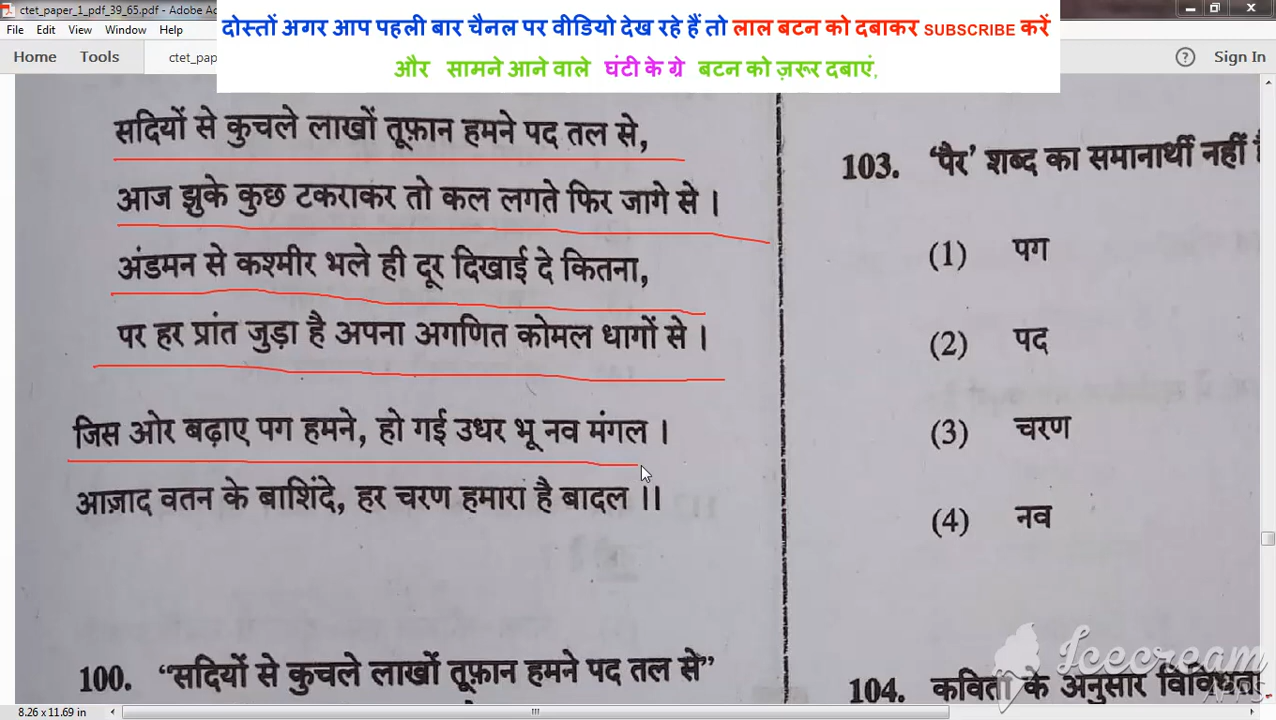 ctet_paper_1_pdf_39_65.pdf - Adobe Ac
File Edit View Window Help
Home Tools ctet_pap
दोस्तों अगर आप पहली बार चैनल पर वीडियो देख रहे हैं तो लाल बटन को दबाकर SUBSCRIBE करें
और सामने आने वाले घंटी के ग्रे बटन को ज़रूर दबाएं,
Sign In
सदियों से कुचले लाखों तूफ़ान हमने पद तल से,
आज झुके कुछ टकराकर तो कल लगते फिर जागे से ।
अंडमन से कश्मीर भले ही दूर दिखाई दे कितना,
पर हर प्रांत जुड़ा है अपना अगणित कोमल धागों से ।
जिस ओर बढ़ाए पग हमने, हो गई उधर भू नव मंगल ।
आज़ाद वतन के बाशिंदे, हर चरण हमारा है बादल ।।
100. “सदियों से कुचले लाखों तूफ़ान हमने पद तल से”
103. ‘पैर’ शब्द का समानार्थी नहीं
(1) पग
(2) पद
(3) चरण
(4) नव
104. कविता के अनुसार विविधता
Icecream
APPS
8.26 x 11.69 in